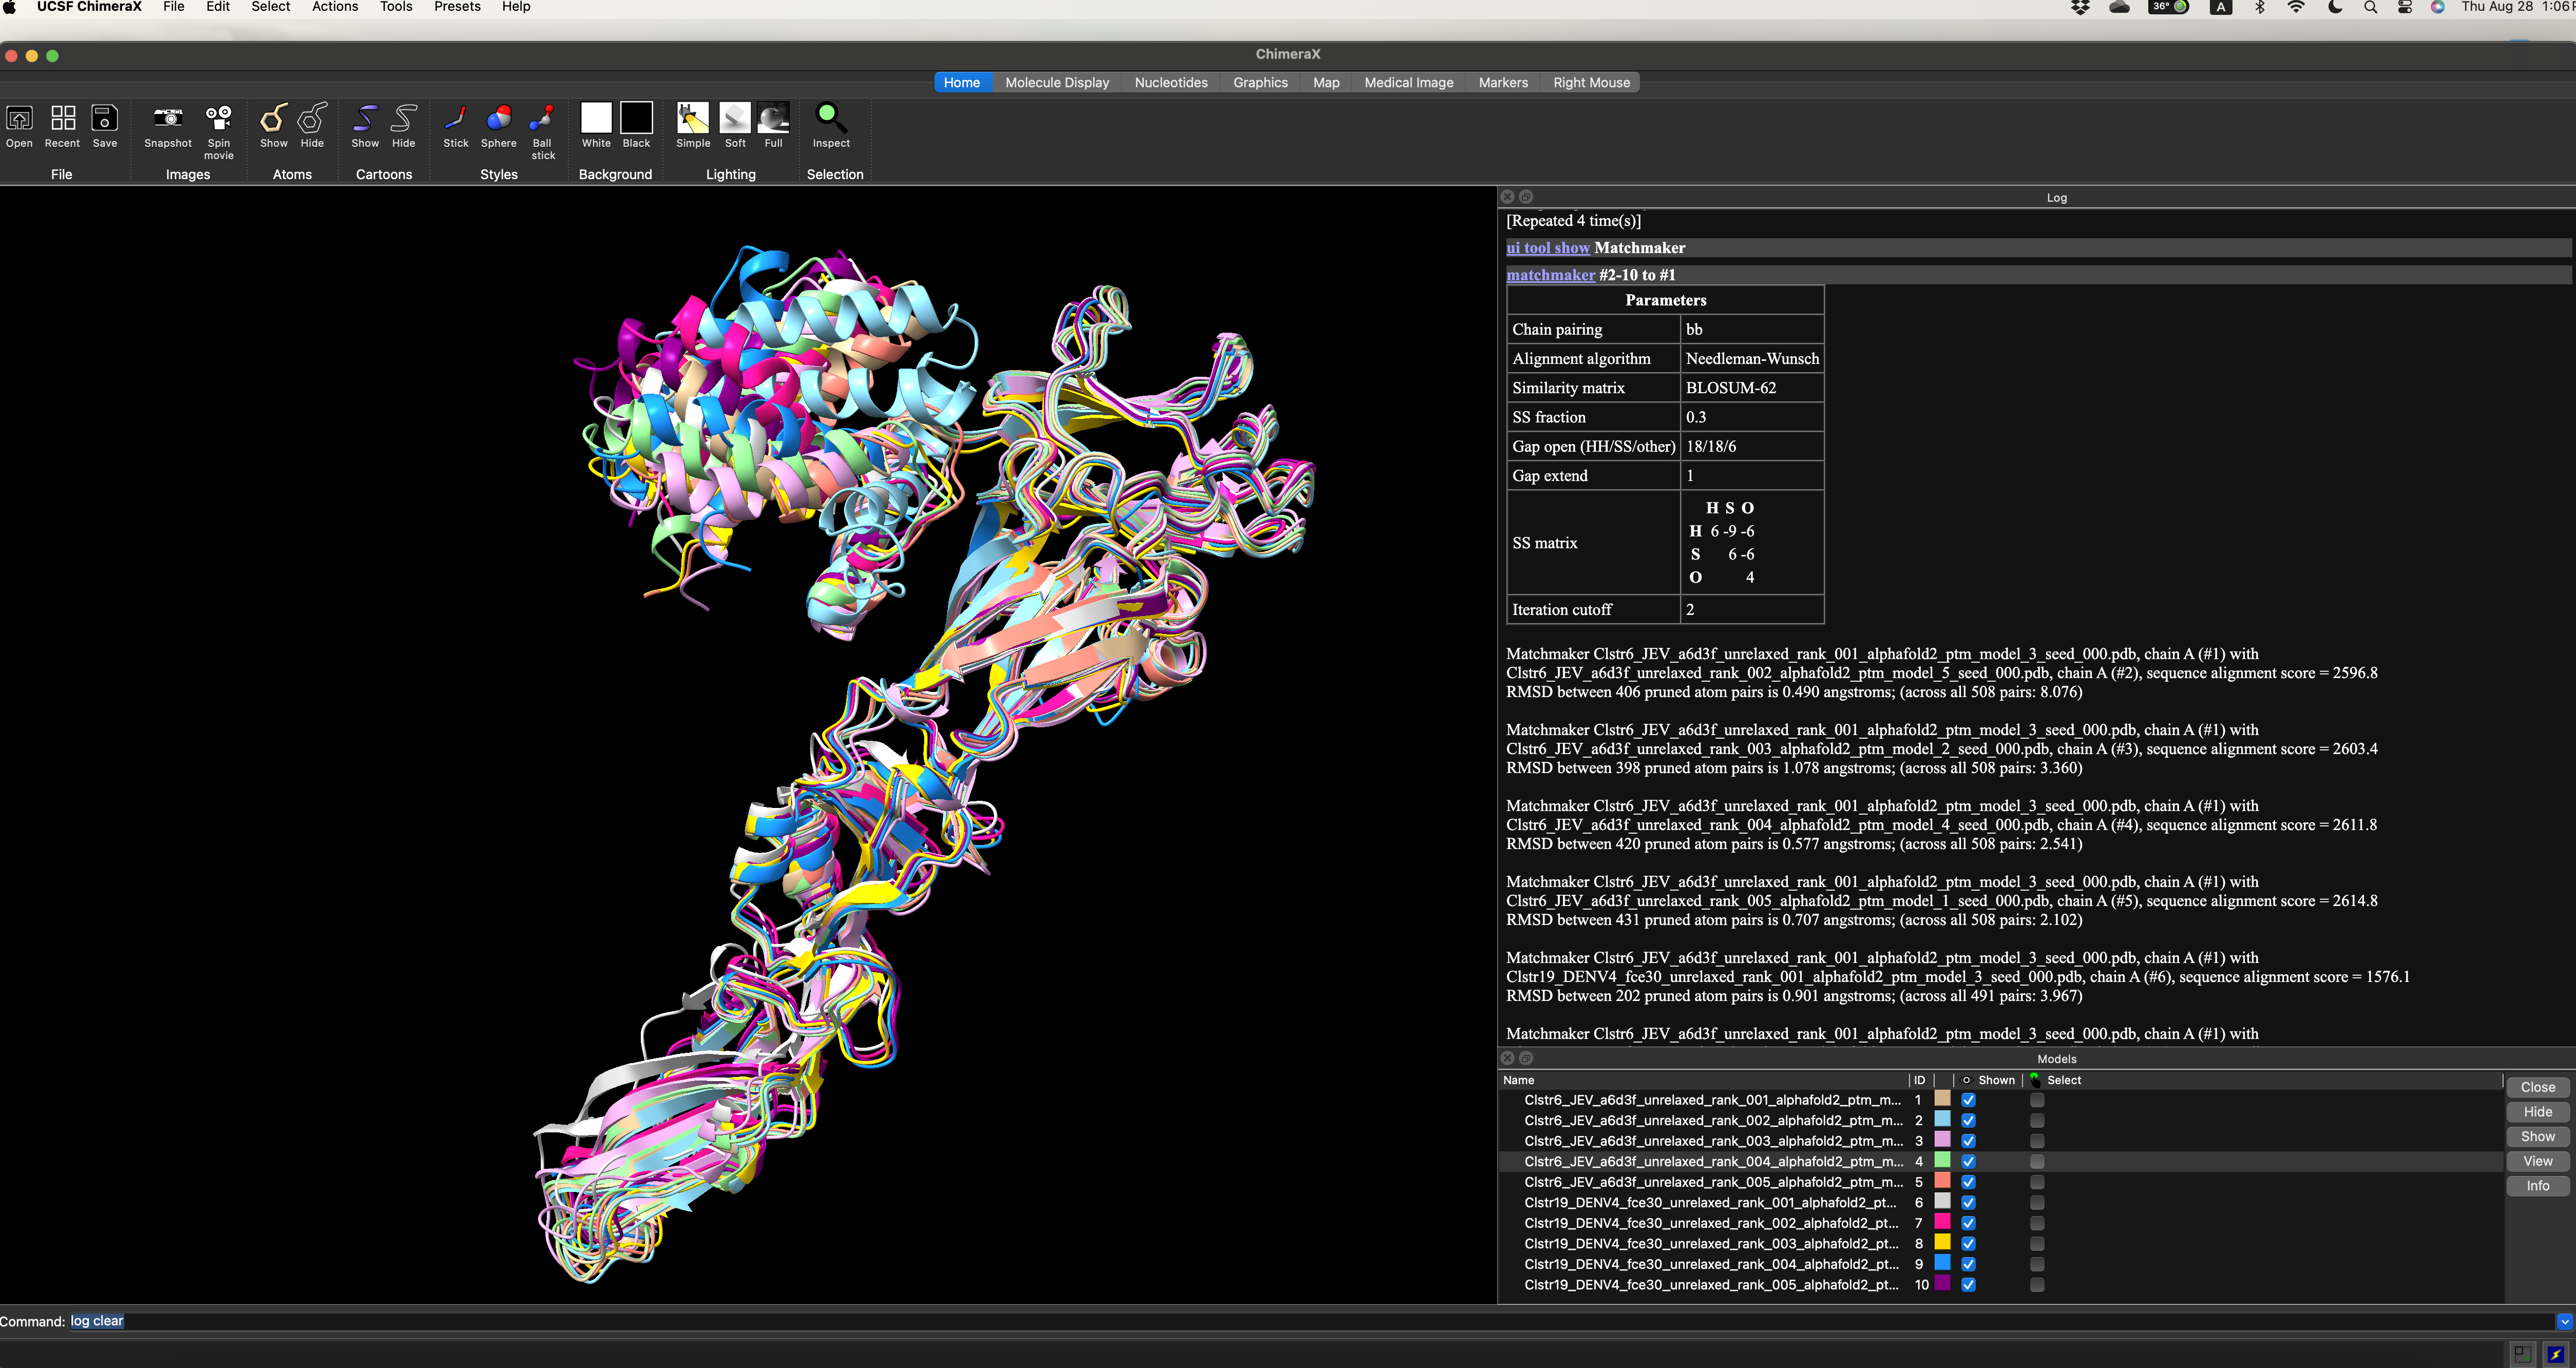 UCSF ChimeraX File Edit Select Actions Tools Presets Help
36° A Thu Aug 28 1:06
ChimeraX
Home Molecule Display Nucleotides Graphics Map Medical Image Markers Right Mouse
Open Recent Save Snapshot Spin movie Show Hide Show Hide Stick Sphere Ball stick White Black Simple Soft Full Inspect
File Images Atoms Cartoons Styles Background Lighting Selection
Log
[Repeated 4 time(s)]
ui tool show Matchmaker
matchmaker #2-10 to #1
Parameters
Chain pairing bb
Alignment algorithm Needleman-Wunsch
Similarity matrix BLOSUM-62
SS fraction 0.3
Gap open (HH/SS/other) 18/18/6
Gap extend 1
SS matrix
H S O
H 6 -9 -6
S 6 -6
O 4
Iteration cutoff 2
Matchmaker Clstr6_JEV_a6d3f_unrelaxed_rank_001_alphafold2_ptm_model_3_seed_000.pdb, chain A (#1) with
Clstr6_JEV_a6d3f_unrelaxed_rank_002_alphafold2_ptm_model_5_seed_000.pdb, chain A (#2), sequence alignment score = 2596.8
RMSD between 406 pruned atom pairs is 0.490 angstroms; (across all 508 pairs: 8.076)
Matchmaker Clstr6_JEV_a6d3f_unrelaxed_rank_001_alphafold2_ptm_model_3_seed_000.pdb, chain A (#1) with
Clstr6_JEV_a6d3f_unrelaxed_rank_003_alphafold2_ptm_model_2_seed_000.pdb, chain A (#3), sequence alignment score = 2603.4
RMSD between 398 pruned atom pairs is 1.078 angstroms; (across all 508 pairs: 3.360)
Matchmaker Clstr6_JEV_a6d3f_unrelaxed_rank_001_alphafold2_ptm_model_3_seed_000.pdb, chain A (#1) with
Clstr6_JEV_a6d3f_unrelaxed_rank_004_alphafold2_ptm_model_4_seed_000.pdb, chain A (#4), sequence alignment score = 2611.8
RMSD between 420 pruned atom pairs is 0.577 angstroms; (across all 508 pairs: 2.541)
Matchmaker Clstr6_JEV_a6d3f_unrelaxed_rank_001_alphafold2_ptm_model_3_seed_000.pdb, chain A (#1) with
Clstr6_JEV_a6d3f_unrelaxed_rank_005_alphafold2_ptm_model_1_seed_000.pdb, chain A (#5), sequence alignment score = 2614.8
RMSD between 431 pruned atom pairs is 0.707 angstroms; (across all 508 pairs: 2.102)
Matchmaker Clstr6_JEV_a6d3f_unrelaxed_rank_001_alphafold2_ptm_model_3_seed_000.pdb, chain A (#1) with
Clstr19_DENV4_fce30_unrelaxed_rank_001_alphafold2_ptm_model_3_seed_000.pdb, chain A (#6), sequence alignment score = 1576.1
RMSD between 202 pruned atom pairs is 0.901 angstroms; (across all 491 pairs: 3.967)
Matchmaker Clstr6_JEV_a6d3f_unrelaxed_rank_001_alphafold2_ptm_model_3_seed_000.pdb, chain A (#1) with
Models
Name ID Shown Select
Clstr6_JEV_a6d3f_unrelaxed_rank_001_alphafold2_ptm_m... 1
Clstr6_JEV_a6d3f_unrelaxed_rank_002_alphafold2_ptm_m... 2
Clstr6_JEV_a6d3f_unrelaxed_rank_003_alphafold2_ptm_m... 3
Clstr6_JEV_a6d3f_unrelaxed_rank_004_alphafold2_ptm_m... 4
Clstr6_JEV_a6d3f_unrelaxed_rank_005_alphafold2_ptm_m... 5
Clstr19_DENV4_fce30_unrelaxed_rank_001_alphafold2_pt... 6
Clstr19_DENV4_fce30_unrelaxed_rank_002_alphafold2_pt... 7
Clstr19_DENV4_fce30_unrelaxed_rank_003_alphafold2_pt... 8
Clstr19_DENV4_fce30_unrelaxed_rank_004_alphafold2_pt... 9
Clstr19_DENV4_fce30_unrelaxed_rank_005_alphafold2_pt... 10
Close
Hide
Show
View
Info
Command: log clear